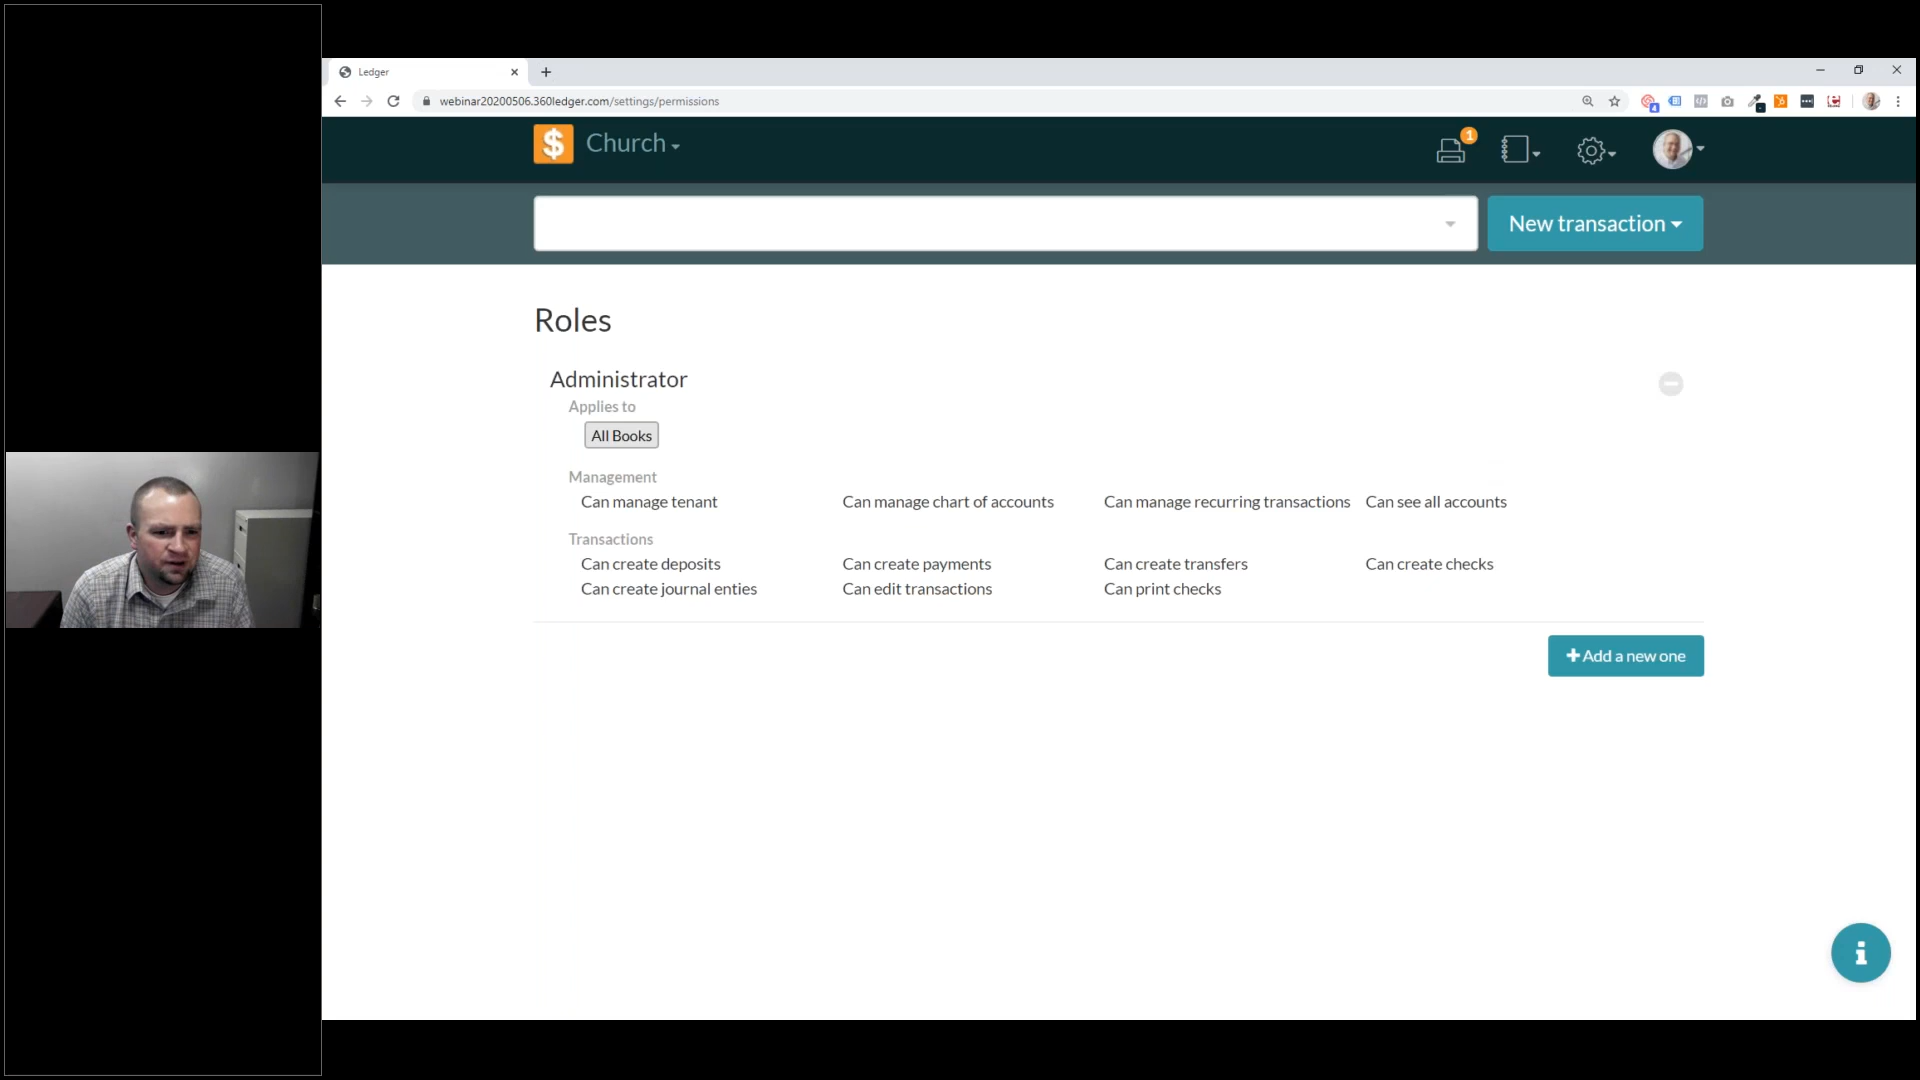 Ledger
webinar20200506.360ledger.com/settings/permissions
4
$ Church
1
New transaction
Roles
Administrator
Applies to
All Books
Management
Can manage tenant Can manage chart of accounts Can manage recurring transactions Can see all accounts
Transactions
Can create deposits Can create payments Can create transfers Can create checks
Can create journal enties Can edit transactions Can print checks
+ Add a new one
i